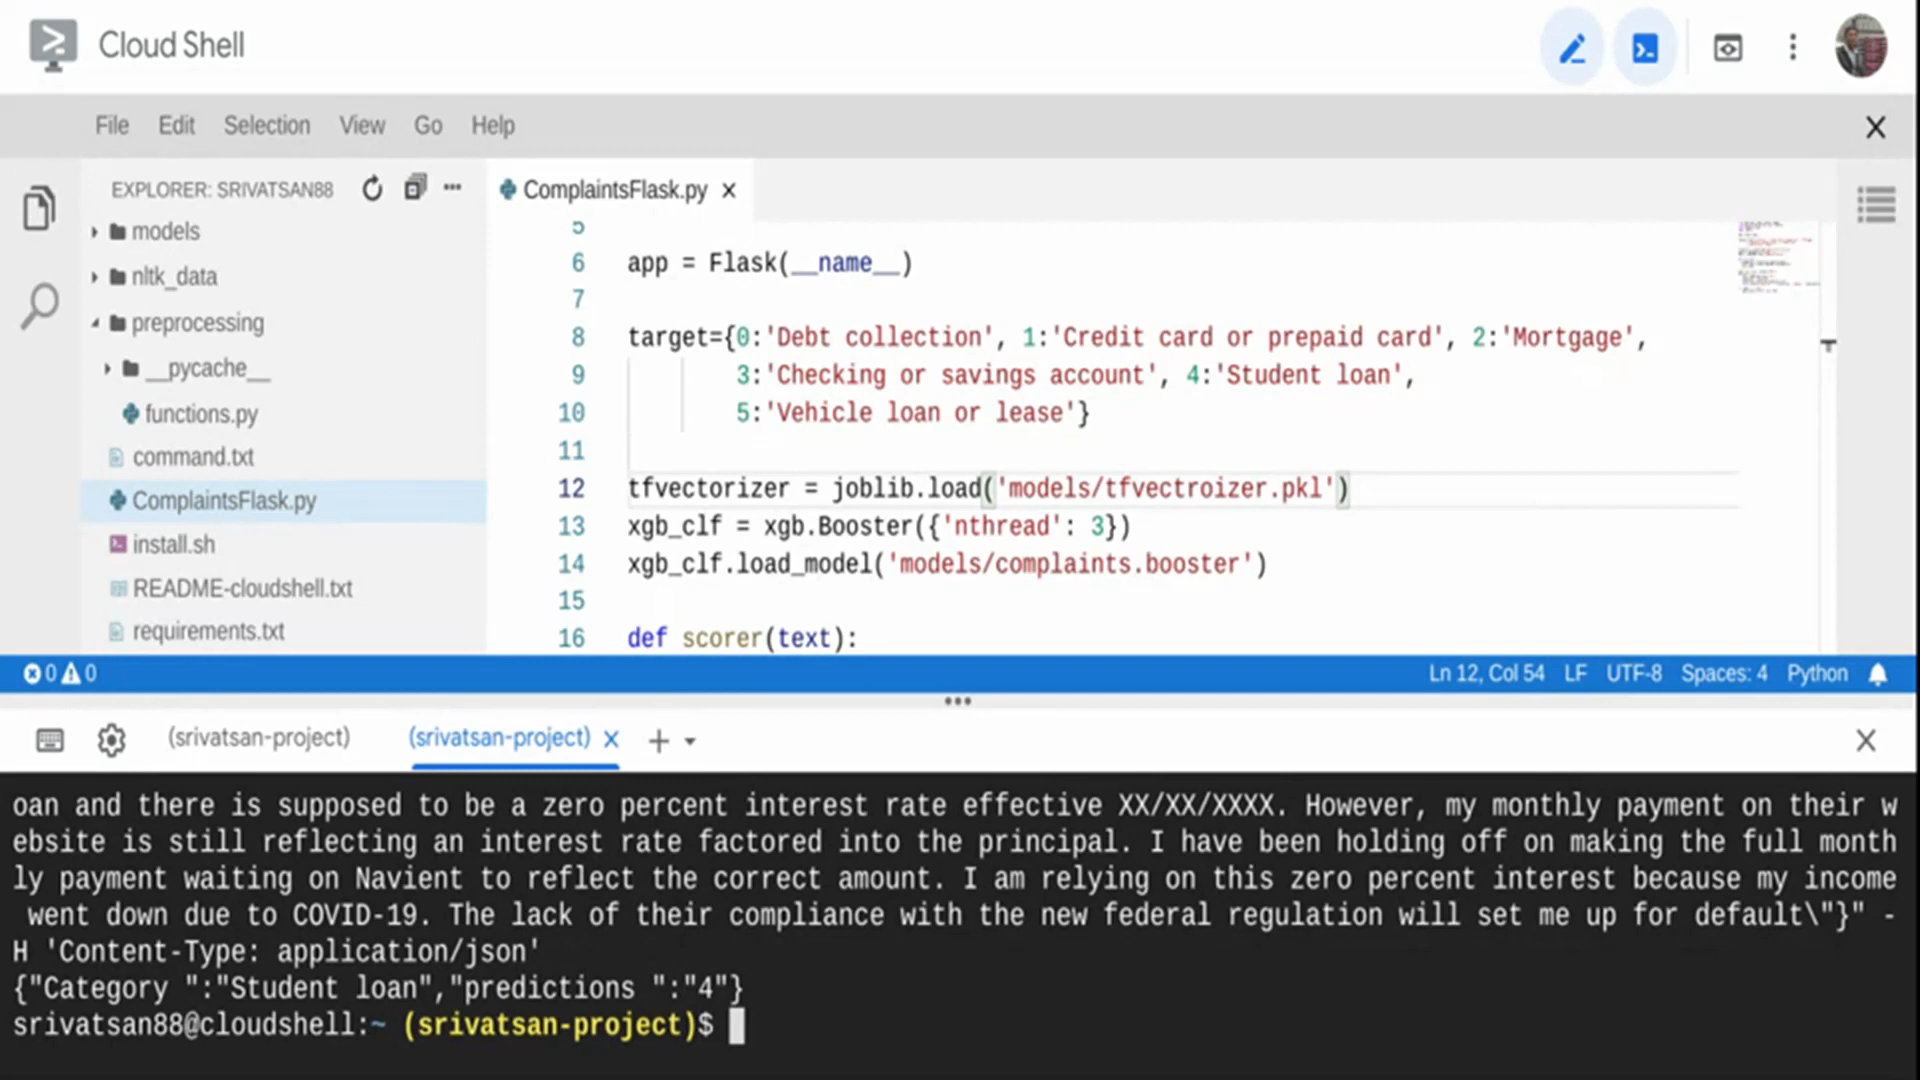 Cloud Shell
File Edit Selection View Go Help
EXPLORER: SRIVATSAN88
models
nltk_data
preprocessing
__pycache__
functions.py
command.txt
ComplaintsFlask.py
install.sh
README-cloudshell.txt
requirements.txt
ComplaintsFlask.py
5
6 app = Flask(__name__)
7
8 target={0:'Debt collection', 1:'Credit card or prepaid card', 2:'Mortgage',
9 3:'Checking or savings account', 4:'Student loan',
10 5:'Vehicle loan or lease'}
11
12 tfvectorizer = joblib.load('models/tfvectroizer.pkl')
13 xgb_clf = xgb.Booster({'nthread': 3})
14 xgb_clf.load_model('models/complaints.booster')
15
16 def scorer(text):
0 0 Ln 12, Col 54 LF UTF-8 Spaces: 4 Python
(srivatsan-project) (srivatsan-project)
oan and there is supposed to be a zero percent interest rate effective XX/XX/XXXX. However, my monthly payment on their w
ebsite is still reflecting an interest rate factored into the principal. I have been holding off on making the full month
ly payment waiting on Navient to reflect the correct amount. I am relying on this zero percent interest because my income
went down due to COVID-19. The lack of their compliance with the new federal regulation will set me up for default\"}" -
H 'Content-Type: application/json'
{"Category ":"Student loan","predictions ":"4"}
srivatsan88@cloudshell:~ (srivatsan-project)$